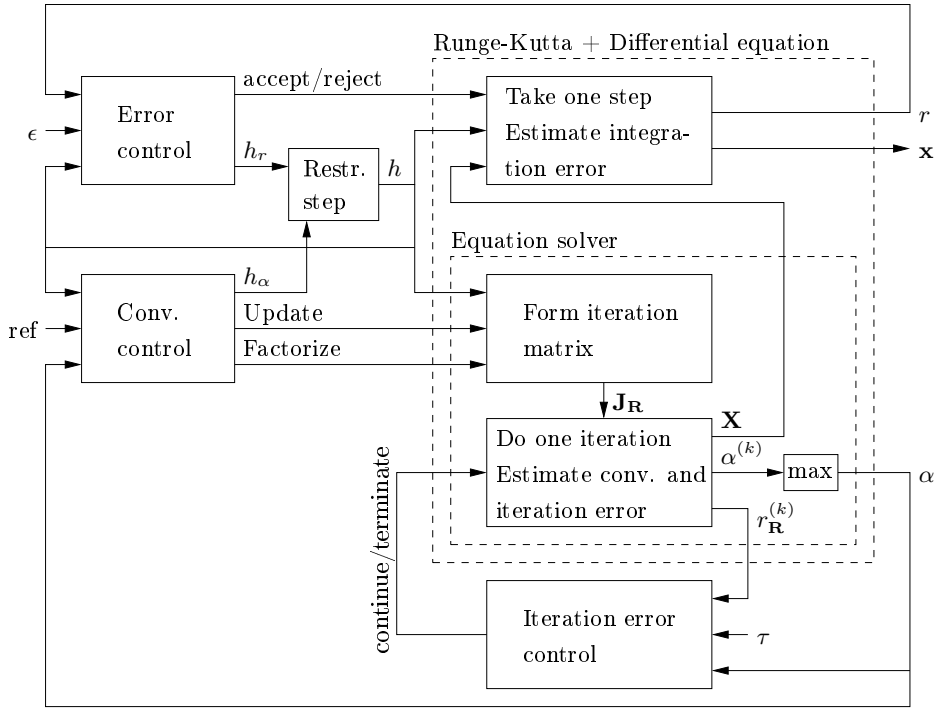 Runge-Kutta + Differential equation
accept/reject
Error
control
ϵ
h_r
Restr.
step
h
Take one step
Estimate integra-
tion error
r
x
Equation solver
h_α
Conv.
control
ref
Update
Factorize
Form iteration
matrix
J_R
Do one iteration
Estimate conv. and
iteration error
X
α^(k)
max
α
r_R^(k)
continue/terminate
Iteration error
control
τ